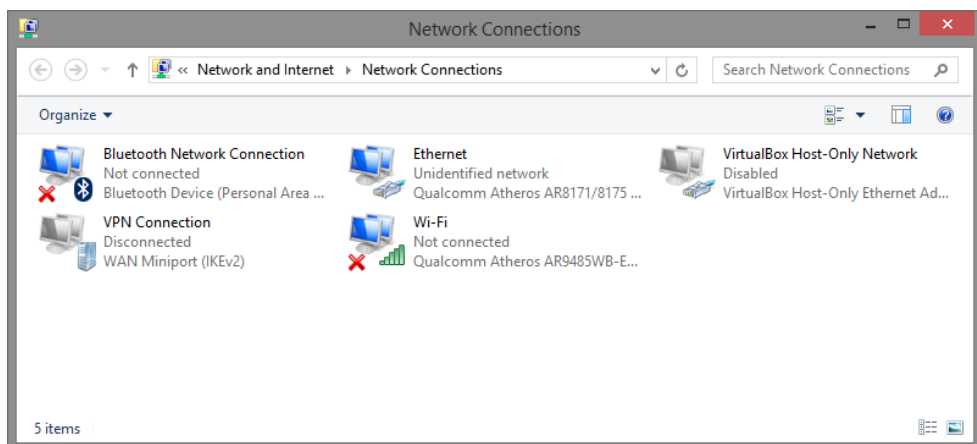 Network Connections
« Network and Internet Network Connections
Search Network Connections
Organize
Bluetooth Network Connection
Not connected
Bluetooth Device (Personal Area ...
Ethernet
Unidentified network
Qualcomm Atheros AR8171/8175 ...
VirtualBox Host-Only Network
Disabled
VirtualBox Host-Only Ethernet Ad...
VPN Connection
Disconnected
WAN Miniport (IKEv2)
Wi-Fi
Not connected
Qualcomm Atheros AR9485WB-E...
5 items